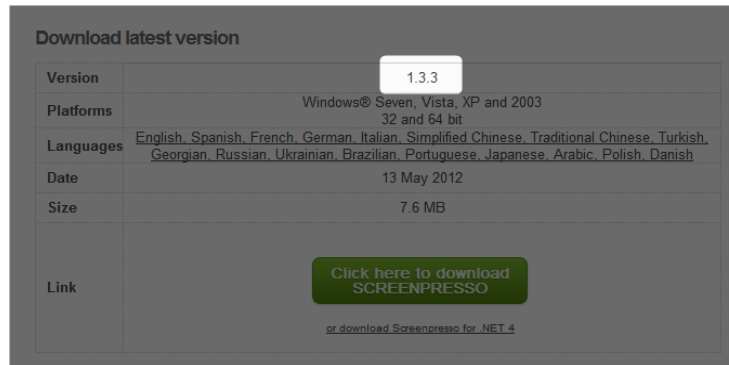 Download latest version
Version 1.3.3
Platforms Windows® Seven, Vista, XP and 2003
32 and 64 bit
Languages English, Spanish, French, German, Italian, Simplified Chinese, Traditional Chinese, Turkish,
Georgian, Russian, Ukrainian, Brazilian, Portuguese, Japanese, Arabic, Polish, Danish
Date 13 May 2012
Size 7.6 MB
Link Click here to download
SCREENPRESSO
or download Screenpresso for .NET 4